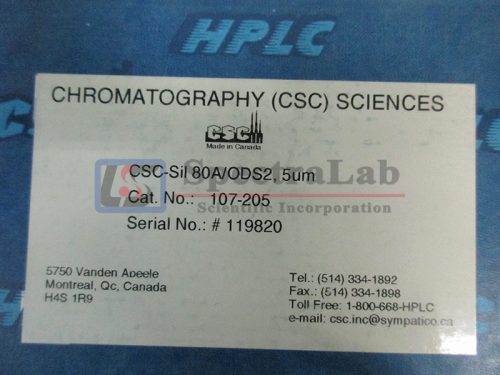 HPLC
CHROMATOGRAPHY (CSC) SCIENCES
CSC
Made in Canada
CSC-Sil 80A/ODS2, 5um
SpectraLab
Cat. No.: 107-205
Scientific Incorporation
Serial No.: # 119820
5750 Vanden Abeele
Montreal, Qc, Canada
H4S 1R9
Tel.: (514) 334-1892
Fax.: (514) 334-1898
Toll Free: 1-800-668-HPLC
e-mail: csc.inc@sympatico.ca
HPLC